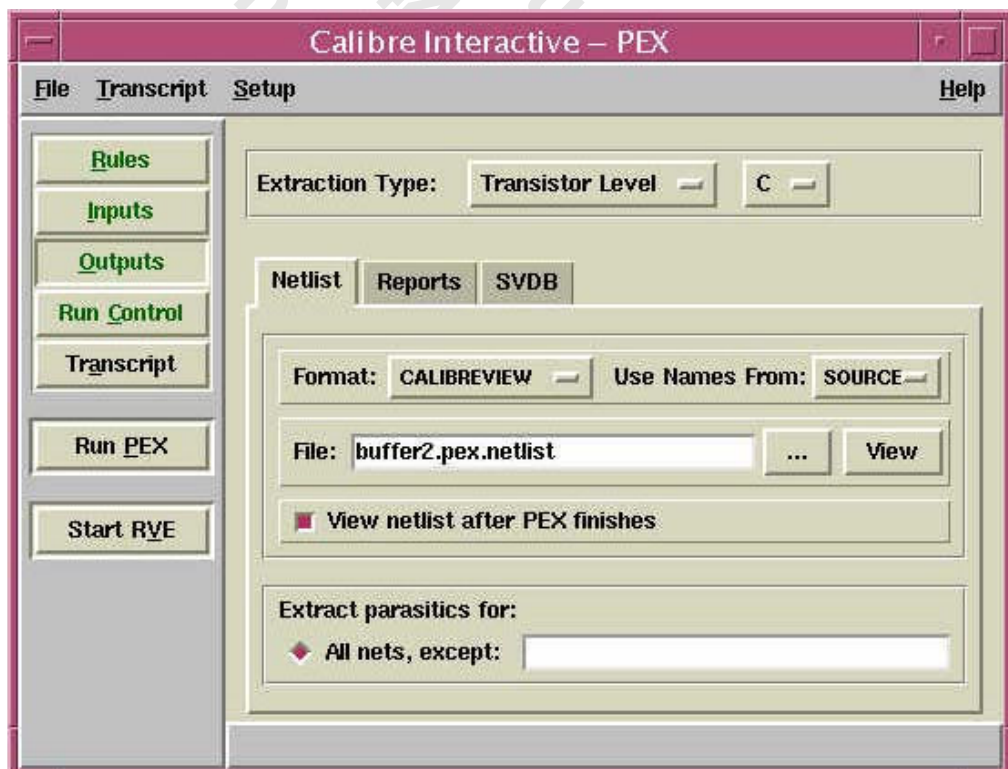 Calibre Interactive – PEX
File Transcript Setup Help
Rules
Inputs
Outputs
Run Control
Transcript
Run PEX
Start RVE
Extraction Type: Transistor Level C
Netlist Reports SVDB
Format: CALIBREVIEW Use Names From: SOURCE
File: buffer2.pex.netlist ... View
View netlist after PEX finishes
Extract parasitics for:
All nets, except: